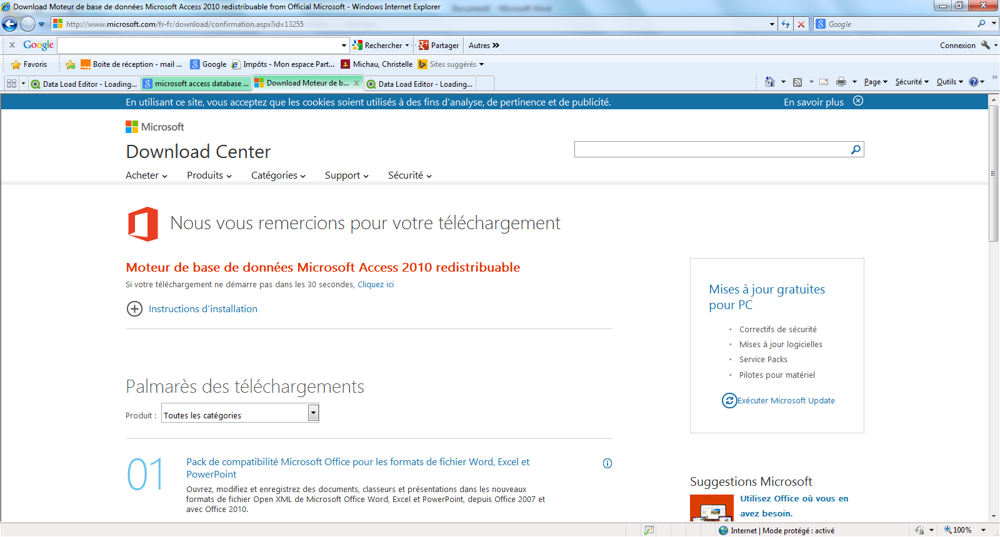 Download Moteur de base de données Microsoft Access 2010 redistribuable from Official Microsoft - Windows Internet Explorer
http://www.microsoft.com/fr-fr/download/confirmation.aspx?id=13255
Google
Google
Rechercher
Partager
Autres
Connexion
Favoris
Boite de réception - mail ...
Google
Impôts - Mon espace Part...
Michau, Christelle
Sites suggérés
Data Load Editor - Loading...
microsoft access database ...
Download Moteur de b...
Data Load Editor - Loading...
Page
Sécurité
Outils
En utilisant ce site, vous acceptez que les cookies soient utilisés à des fins d'analyse, de pertinence et de publicité.
En savoir plus
Microsoft
Download Center
Acheter
Produits
Catégories
Support
Sécurité
Nous vous remercions pour votre téléchargement
Moteur de base de données Microsoft Access 2010 redistribuable
Si votre téléchargement ne démarre pas dans les 30 secondes, Cliquez ici
Instructions d'installation
Mises à jour gratuites
pour PC
• Correctifs de sécurité
• Mises à jour logicielles
• Service Packs
• Pilotes pour matériel
Exécuter Microsoft Update
Palmarès des téléchargements
Produit :
Toutes les catégories
01
Pack de compatibilité Microsoft Office pour les formats de fichier Word, Excel et
PowerPoint
Ouvrez, modifiez et enregistrez des documents, classeurs et présentations dans les nouveaux
formats de fichier Open XML de Microsoft Office Word, Excel et PowerPoint, depuis Office 2007 et
avec Office 2010.
Suggestions Microsoft
Utilisez Office où vous en
avez besoin.
Internet | Mode protégé : activé
100%